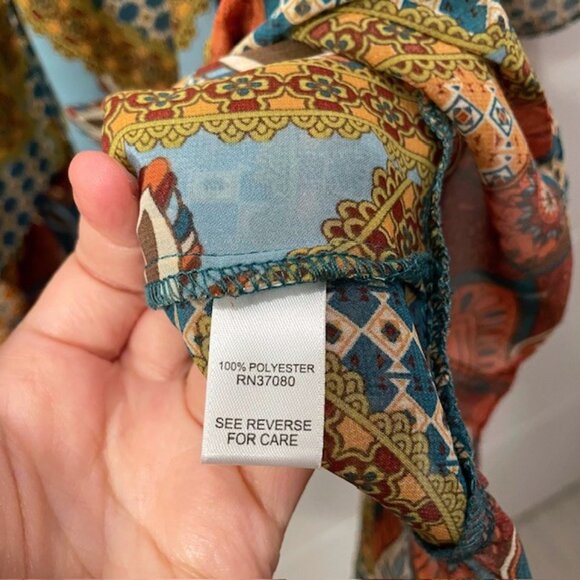 100% POLYESTER
RN37080
SEE REVERSE
FOR CARE